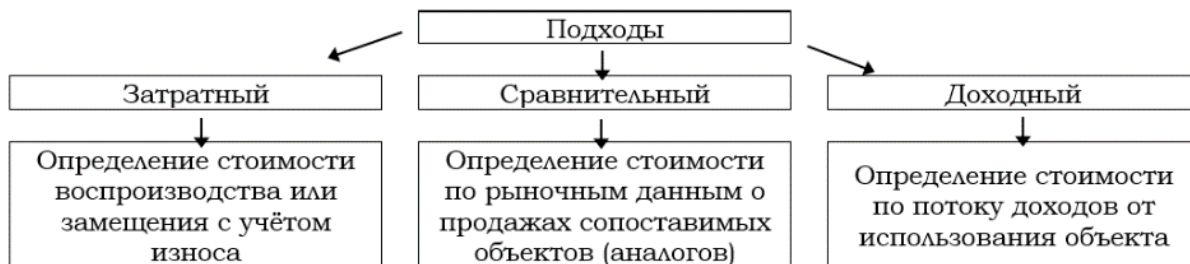 Подходы
Затратный
Сравнительный
Доходный
Определение стоимости
воспроизводства или
замещения с учётом
износа
Определение стоимости
по рыночным данным о
продажах сопоставимых
объектов (аналогов)
Определение стоимости
по потоку доходов от
использования объекта